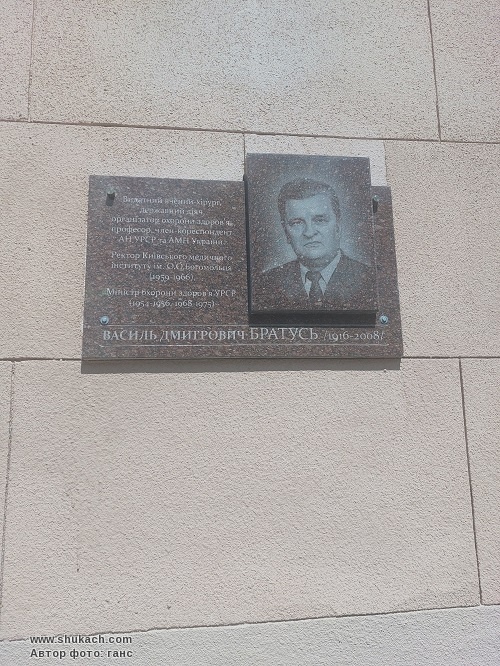 Видатний вчений-хірург,
Державний діяч,
організатор охорони здоров'я,
професор, член-кореспондент
АН УРСР та АМН України
Ректор Київського медичного
інституту ім. О.О.Богомольця
(1959-1966)
Міністр охорони здоров'я УРСР
(1954-1956, 1968-1975)
ВАСИЛЬ ДМИТРОВИЧ БРАТУСЬ /1916-2008/
www.shukach.com
Автор фото: ганс